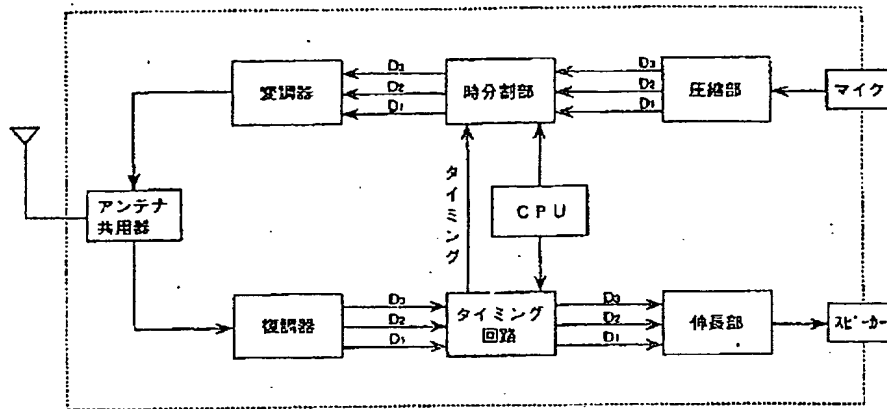 D3
D2
D1
変調器
D3
D2
D1
時分割部
圧縮部
マイク
アンテナ
共用器
タイミング
CPU
復調器
D3
D2
D1
タイミング
回路
D3
D2
D1
伸長部
スピーカー